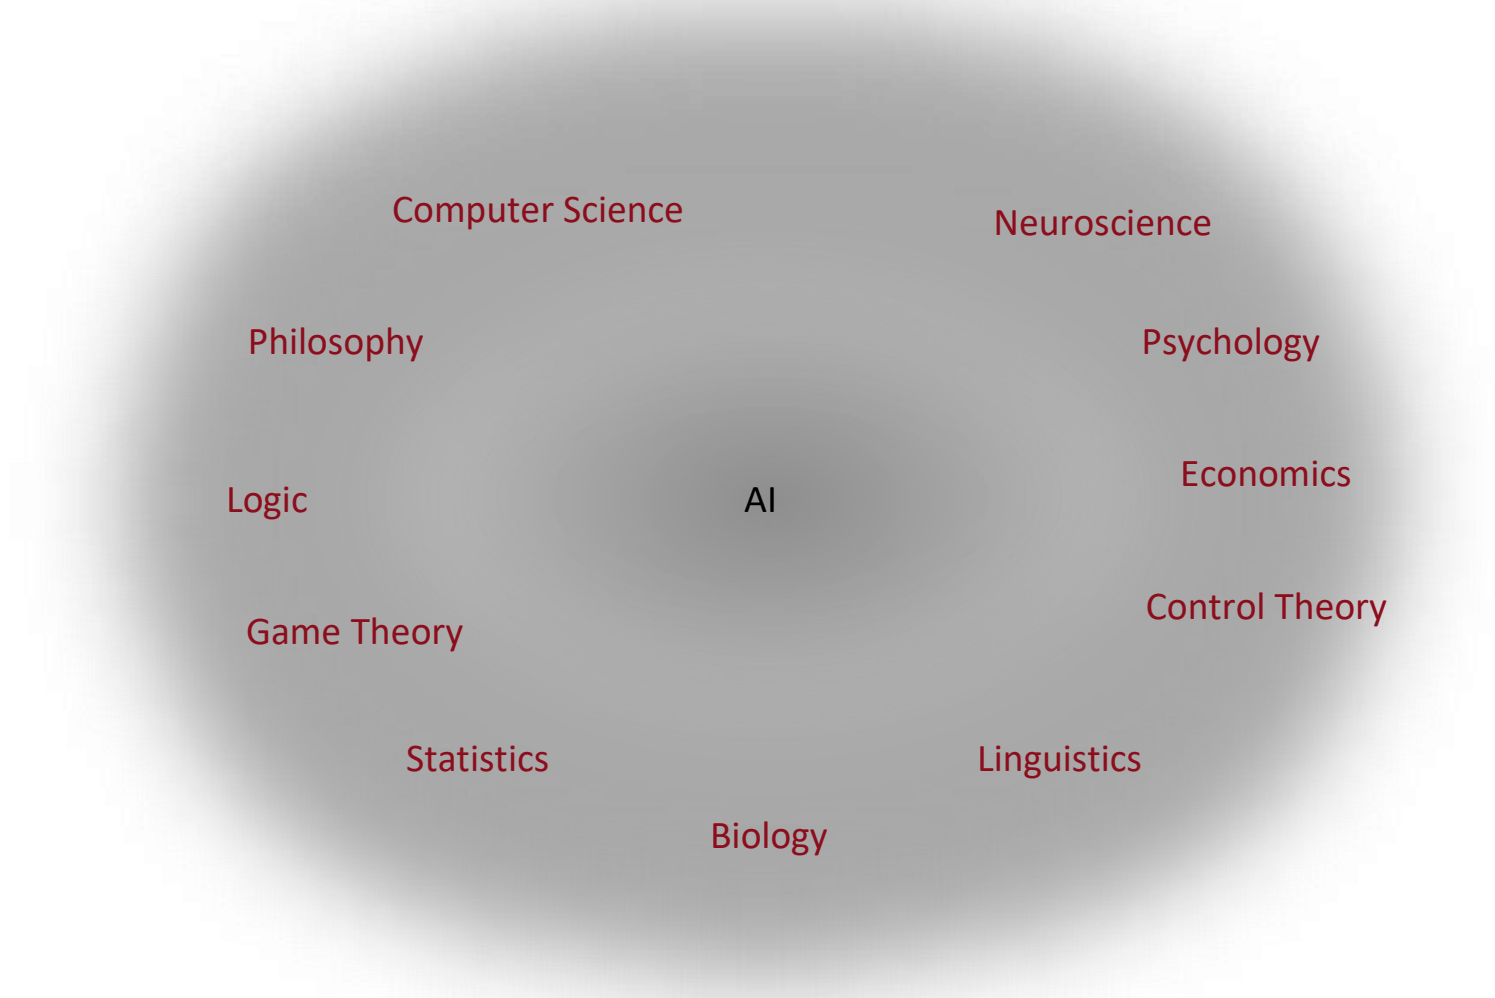 Computer Science
Neuroscience
Philosophy
Psychology
Economics
Logic
AI
Control Theory
Game Theory
Statistics
Linguistics
Biology